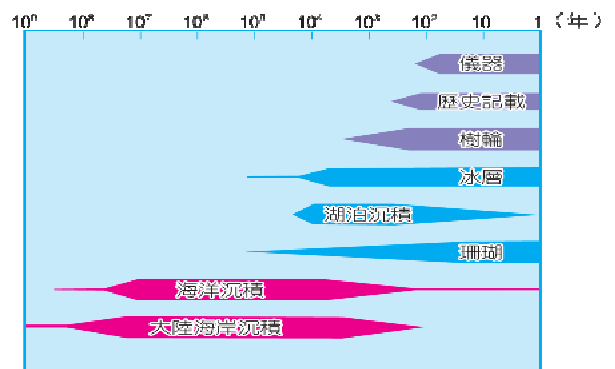 10⁹ 10⁸ 10⁷ 10⁶ 10⁵ 10⁴ 10³ 10² 10 1 (年)
儀器
歷史記載
樹輪
冰層
湖泊沉積
珊瑚
海洋沉積
大陸海岸沉積